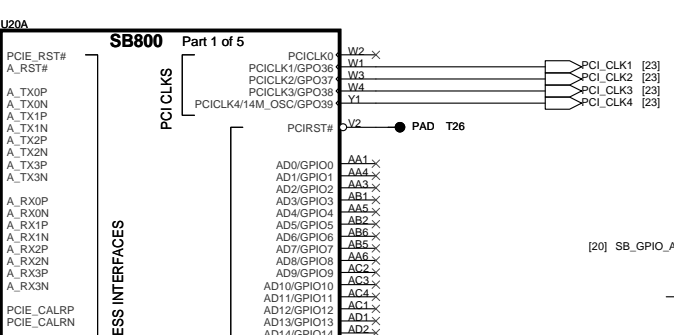 U20A
SB800 Part 1 of 5
PCIE_RST#
A_RST#
A_TX0P
A_TX0N
A_TX1P
A_TX1N
A_TX2P
A_TX2N
A_TX3P
A_TX3N
A_RX0P
A_RX0N
A_RX1P
A_RX1N
A_RX2P
A_RX2N
A_RX3P
A_RX3N
PCIE_CALRP
PCIE_CALRN
ESS INTERFACES
PCI CLKS
PCICLK0 W2
PCICLK1/GPO36 W1 PCI_CLK1 [23]
PCICLK2/GPO37 W3 PCI_CLK2 [23]
PCICLK3/GPO38 W4 PCI_CLK3 [23]
PCICLK4/14M_OSC/GPO39 Y1 PCI_CLK4 [23]
PCIRST# V2 PAD T26
AD0/GPIO0 AA1
AD1/GPIO1 AA4
AD2/GPIO2 AA3
AD3/GPIO3 AB1
AD4/GPIO4 AA5
AD5/GPIO5 AB2
AD6/GPIO6 AB6
AD7/GPIO7 AB5
AD8/GPIO8 AA6
AD9/GPIO9 AC2
AD10/GPIO10 AC3
AD11/GPIO11 AC4
AD12/GPIO12 AC1
AD13/GPIO13 AD1
AD14/GPIO14 AD2
[20] SB_GPIO_A